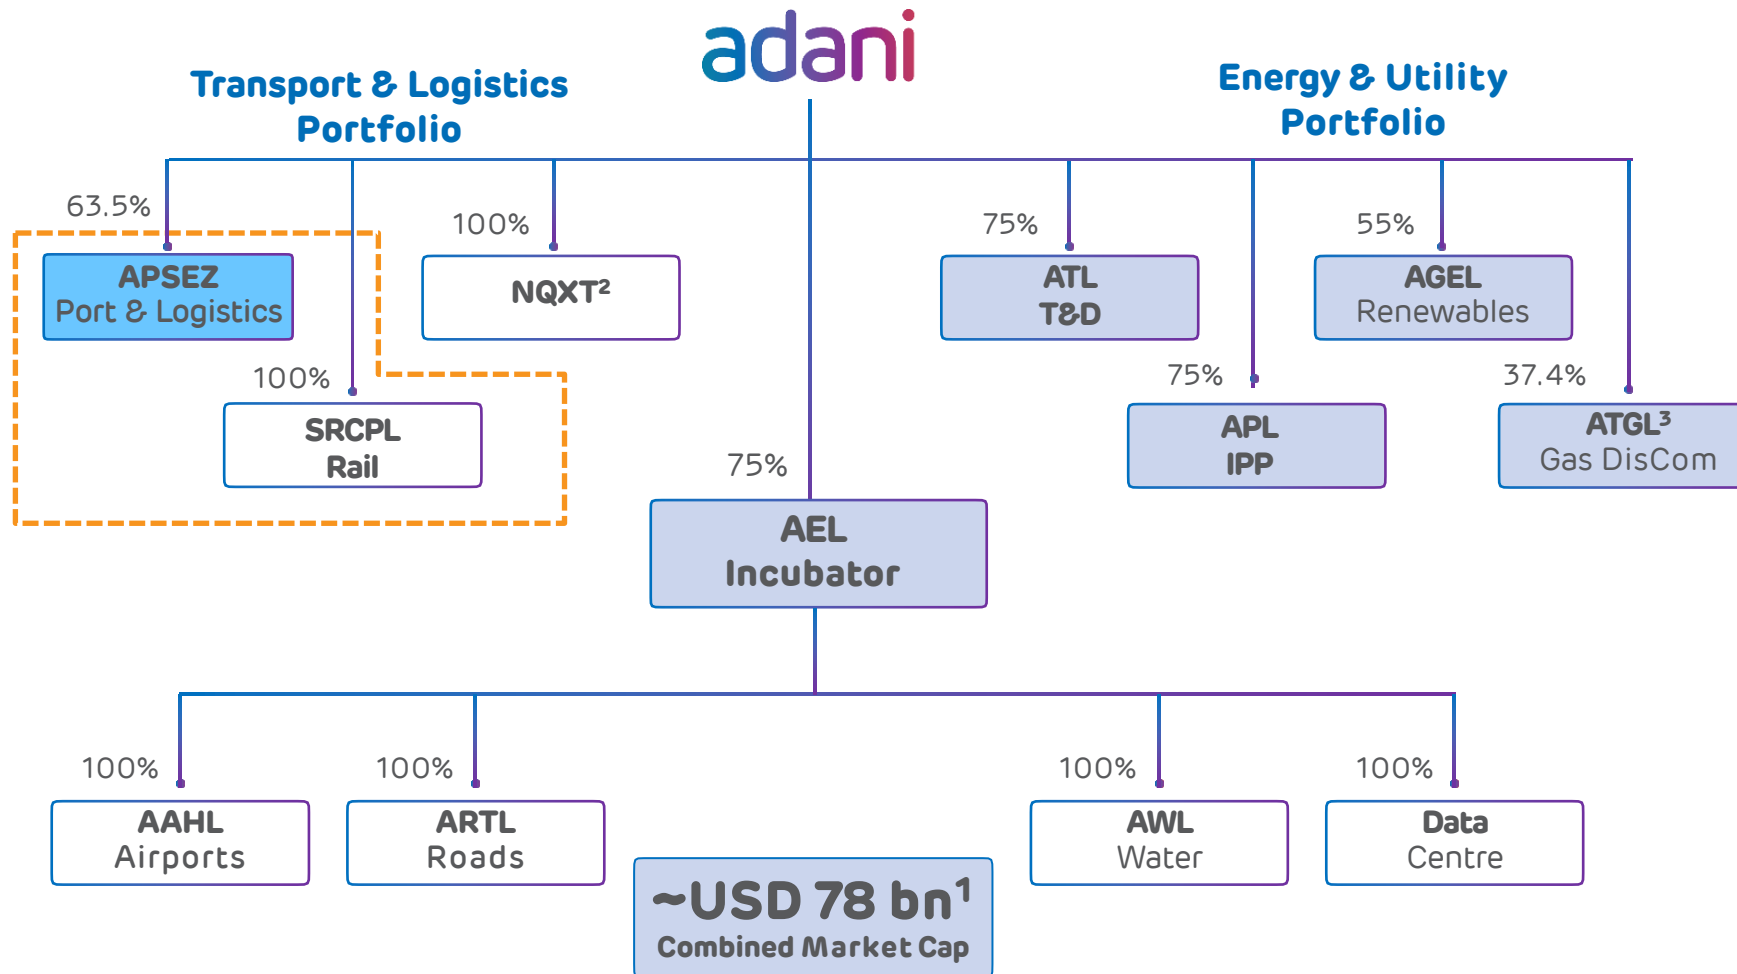 adani
Transport & Logistics
Portfolio
Energy & Utility
Portfolio
63.5%
APSEZ
Port & Logistics
100%
SRCPL
Rail
100%
NQXT²
75%
ATL
T&D
75%
APL
IPP
55%
AGEL
Renewables
37.4%
ATGL³
Gas DisCom
75%
AEL
Incubator
100%
AAHL
Airports
100%
ARTL
Roads
100%
AWL
Water
100%
Data
Centre
~USD 78 bn¹
Combined Market Cap